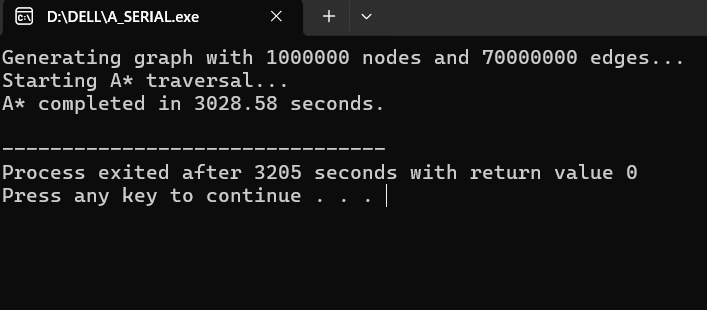 D:\DELL\A_SERIAL.exe
Generating graph with 1000000 nodes and 70000000 edges...
Starting A* traversal...
A* completed in 3028.58 seconds.
--------------------------------
Process exited after 3205 seconds with return value 0
Press any key to continue . . .